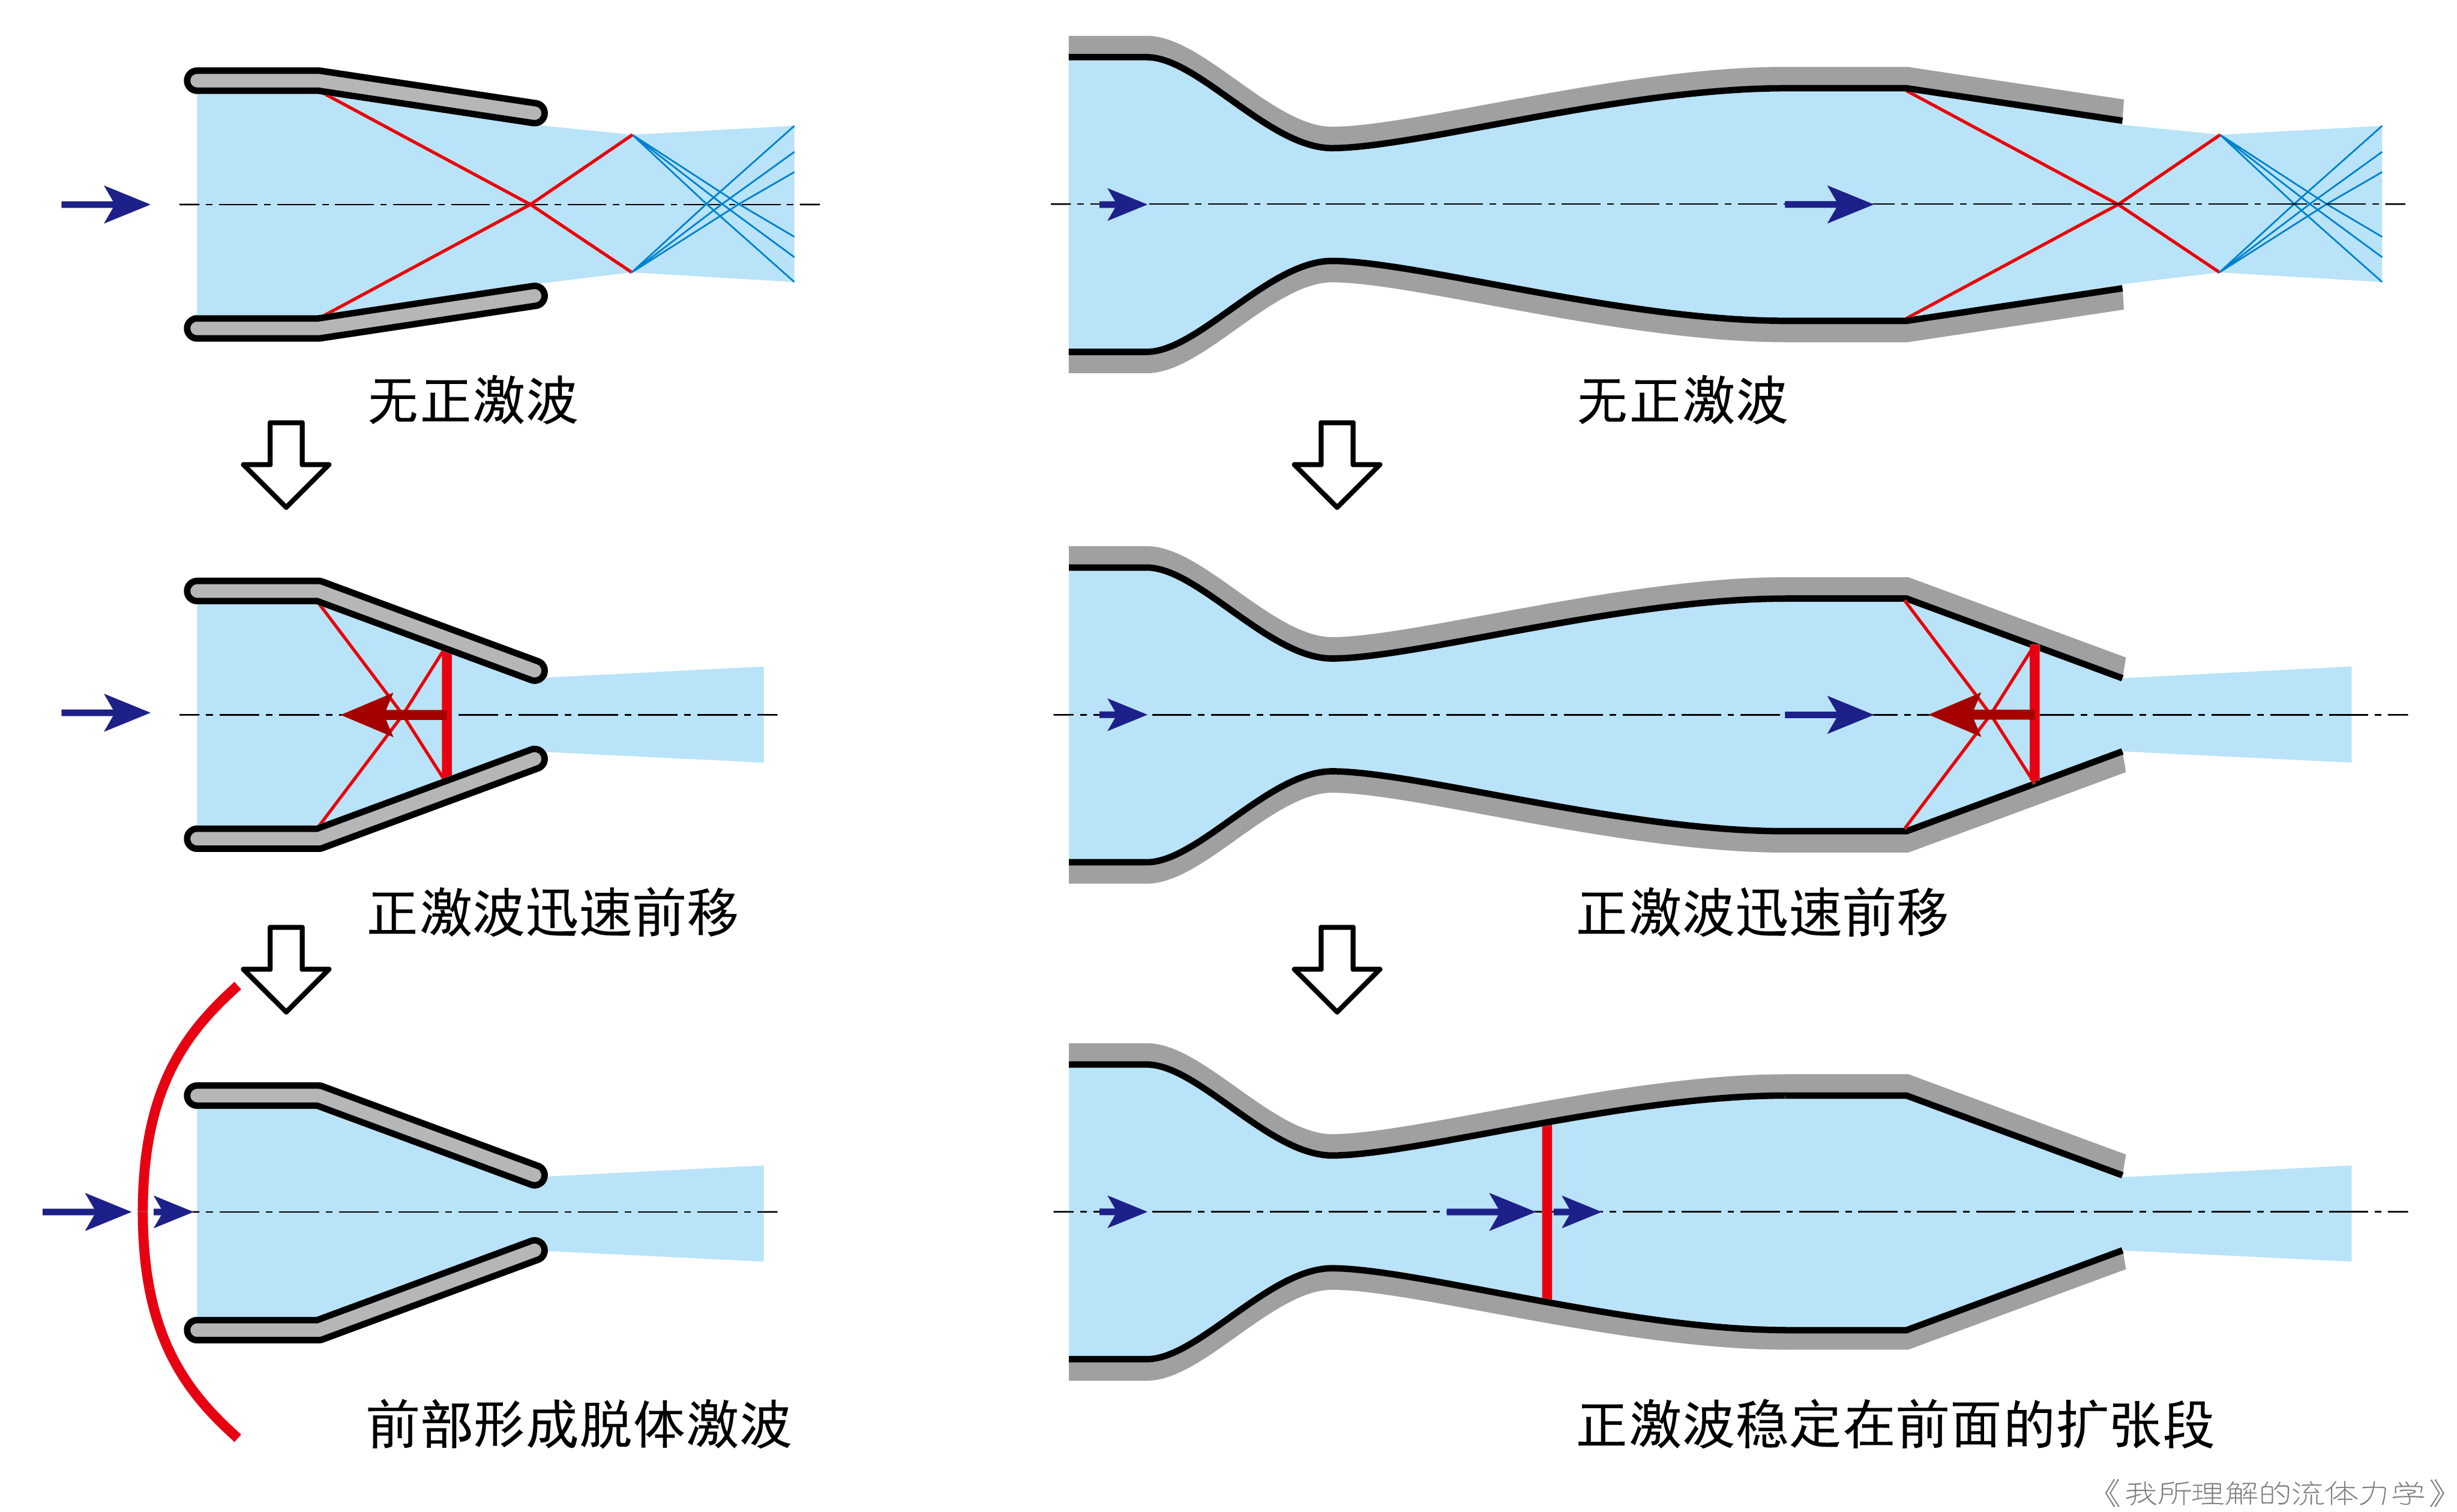 无正激波
无正激波
正激波迅速前移
正激波迅速前移
前部形成脱体激波
正激波稳定在前面的扩张段
《我所理解的流体力学》